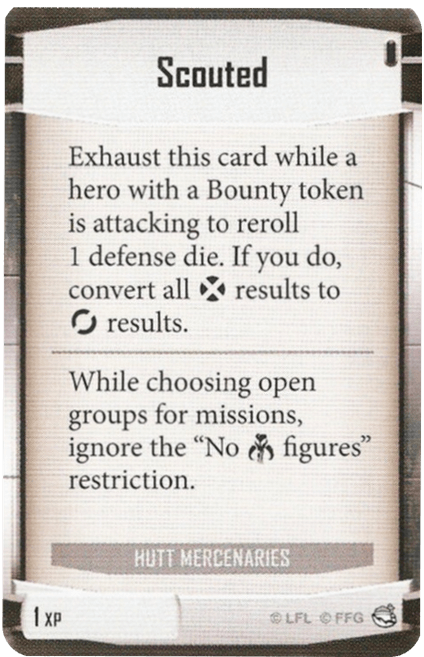 Scouted
Exhaust this card while a
hero with a Bounty token
is attacking to reroll
1 defense die. If you do,
convert all results to
results.
While choosing open
groups for missions,
ignore the “No figures”
restriction.
HUTT MERCENARIES
1 XP
© LFL © FFG